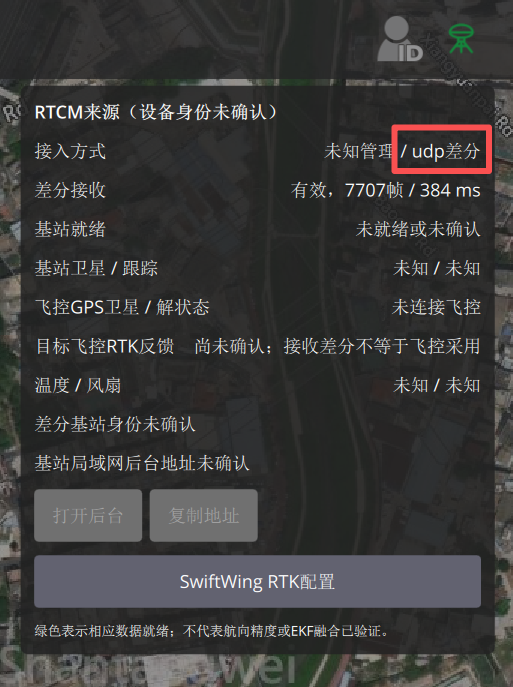 ID
RTCM来源（设备身份未确认）
接入方式 未知管理 / udp差分
差分接收 有效，7707帧 / 384 ms
基站就绪 未就绪或未确认
基站卫星 / 跟踪 未知 / 未知
飞控GPS卫星 / 解状态 未连接飞控
目标飞控RTK反馈 尚未确认；接收差分不等于飞控采用
温度 / 风扇 未知 / 未知
差分基站身份未确认
基站局域网后台地址未确认
打开后台 复制地址
SwiftWing RTK配置
绿色表示相应数据就绪；不代表航向精度或EKF融合已验证。